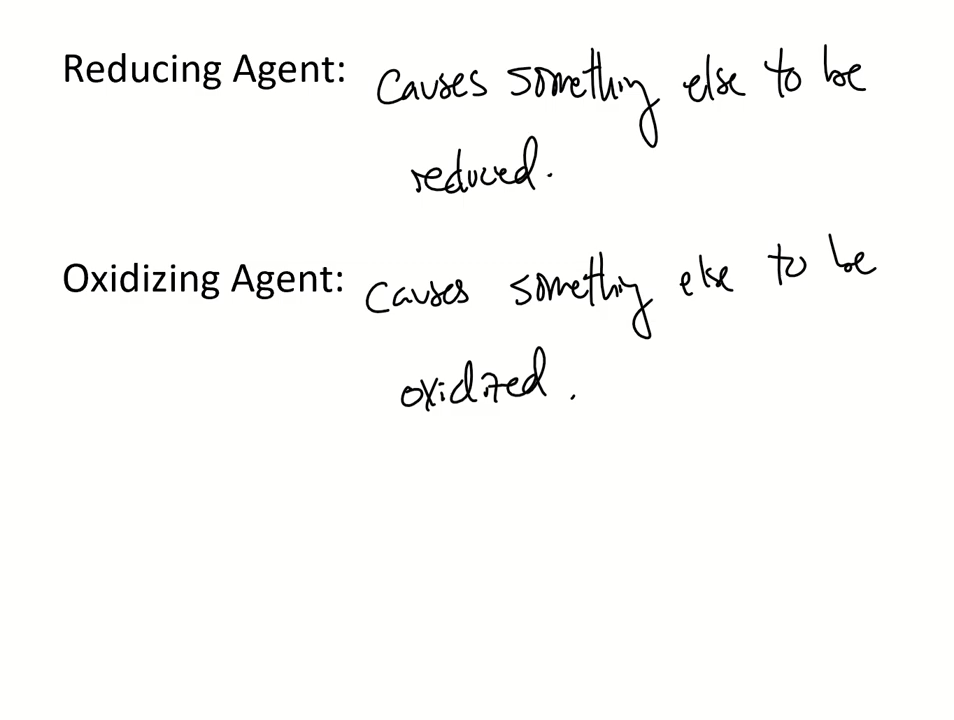 Reducing Agent: Causes something else to be
reduced.
Oxidizing Agent: Causes something else to be
oxidized.